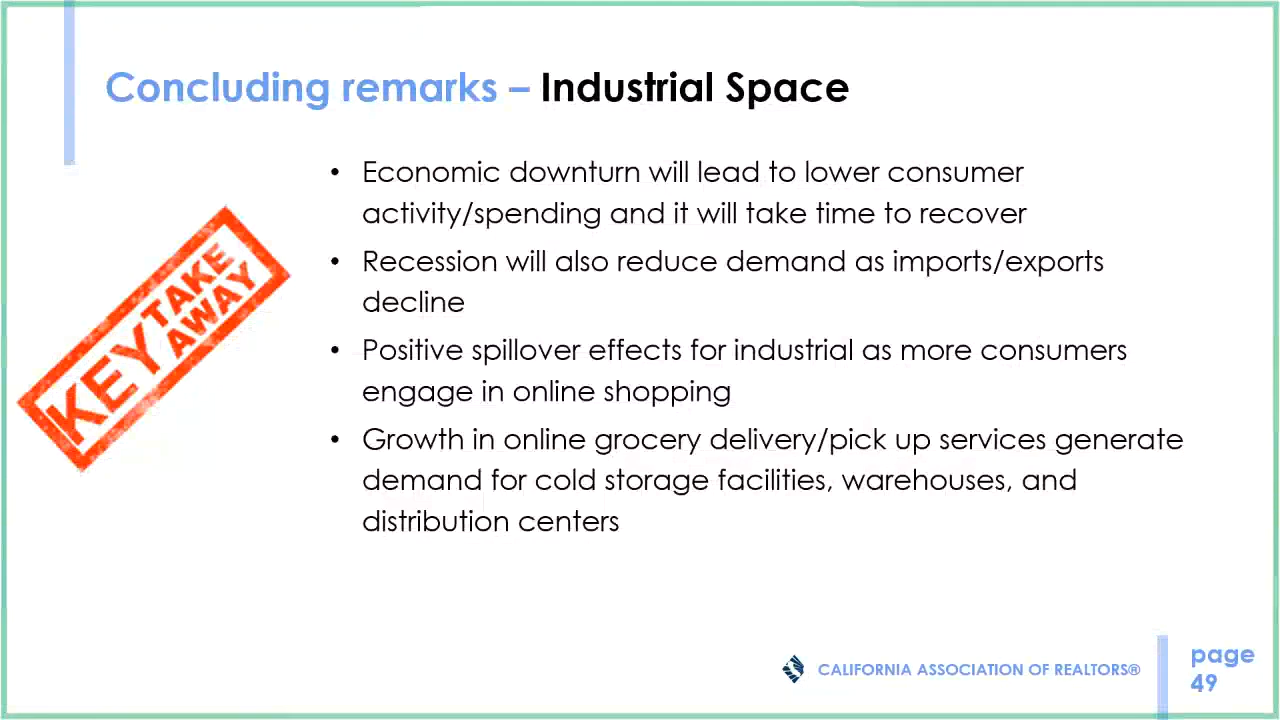 Concluding remarks – Industrial Space
• Economic downturn will lead to lower consumer
activity/spending and it will take time to recover
• Recession will also reduce demand as imports/exports
decline
• Positive spillover effects for industrial as more consumers
engage in online shopping
• Growth in online grocery delivery/pick up services generate
demand for cold storage facilities, warehouses, and
distribution centers
KEY TAKE
AWAY
CALIFORNIA ASSOCIATION OF REALTORS®
page
49